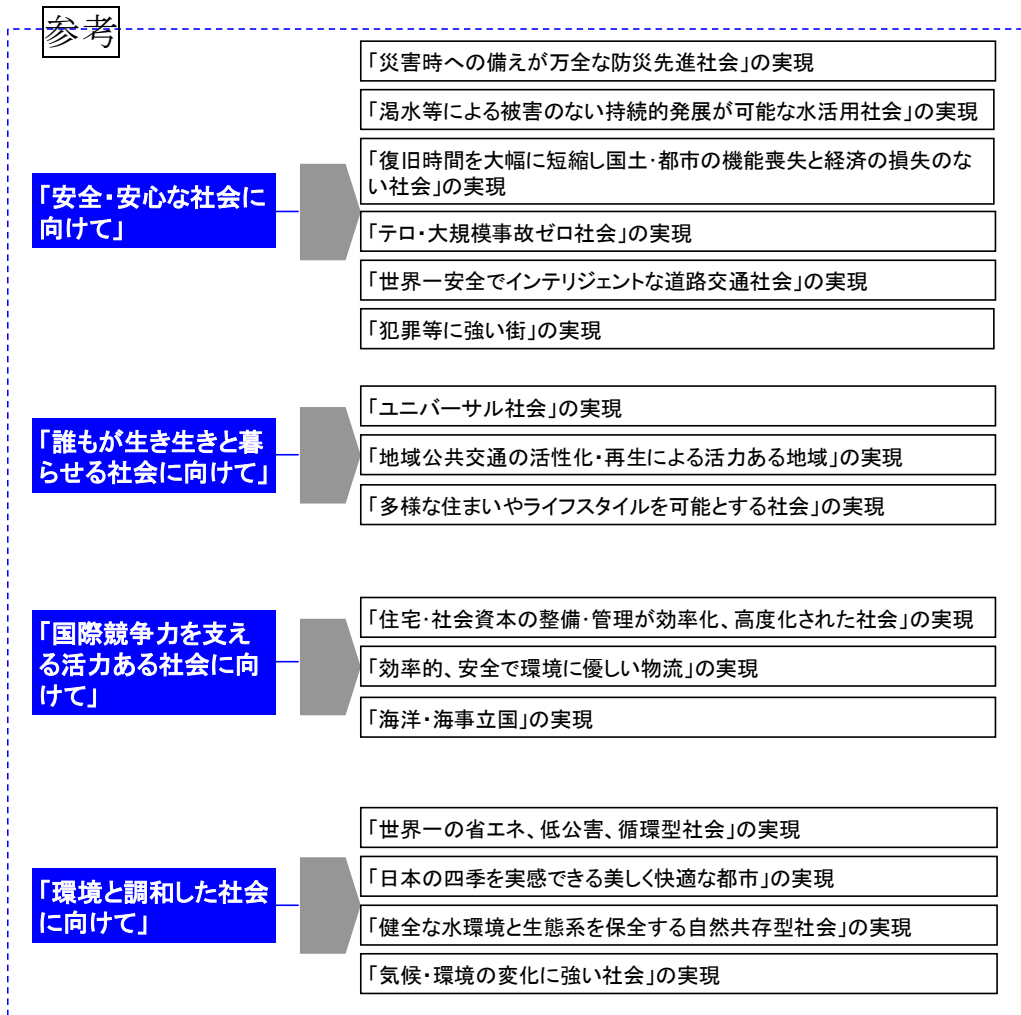 参考
「安全・安心な社会に
向けて」
「災害時への備えが万全な防災先進社会」の実現
「渇水等による被害のない持続的発展が可能な水活用社会」の実現
「復旧時間を大幅に短縮し国土・都市の機能喪失と経済の損失のな
い社会」の実現
「テロ・大規模事故ゼロ社会」の実現
「世界一安全でインテリジェントな道路交通社会」の実現
「犯罪等に強い街」の実現
「誰もが生き生きと暮
らせる社会に向けて」
「ユニバーサル社会」の実現
「地域公共交通の活性化・再生による活力ある地域」の実現
「多様な住まいやライフスタイルを可能とする社会」の実現
「国際競争力を支え
る活力ある社会に向
けて」
「住宅・社会資本の整備・管理が効率化、高度化された社会」の実現
「効率的、安全で環境に優しい物流」の実現
「海洋・海事立国」の実現
「環境と調和した社会
に向けて」
「世界一の省エネ、低公害、循環型社会」の実現
「日本の四季を実感できる美しく快適な都市」の実現
「健全な水環境と生態系を保全する自然共存型社会」の実現
「気候・環境の変化に強い社会」の実現